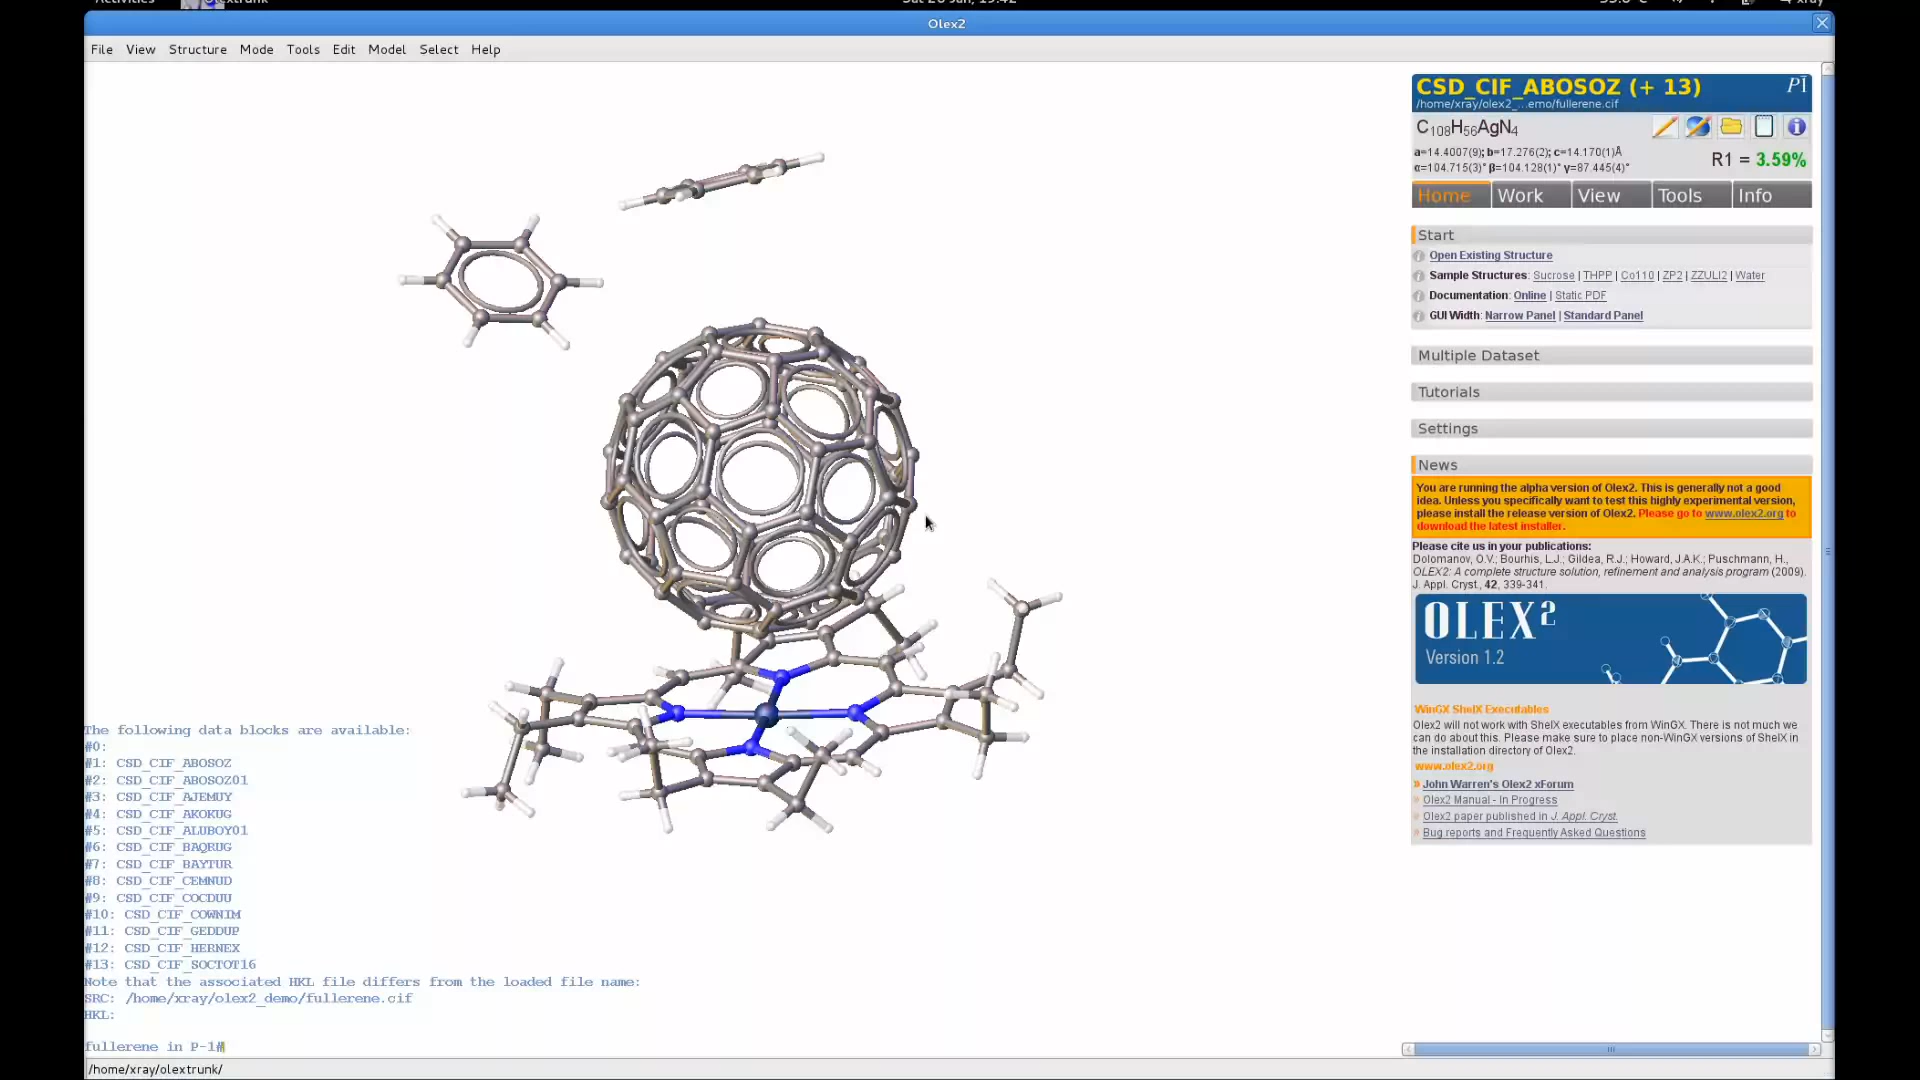 Activities
Olextrunk
Sat 26 Jan, 19:42
xray
Olex2
File View Structure Mode Tools Edit Model Select Help
CSD_CIF_ABOSOZ (+ 13)
P1̄
/home/xray/olex2_...emo/fullerene.cif
C108H56AgN4
a=14.4007(9); b=17.276(2); c=14.170(1)Å
α=104.715(3)° β=104.128(1)° γ=87.445(4)°
R1 = 3.59%
Home Work View Tools Info
Start
Open Existing Structure
Sample Structures: Sucrose | THPP | Co110 | ZP2 | ZZULI2 | Water
Documentation: Online | Static PDF
GUI Width: Narrow Panel | Standard Panel
Multiple Dataset
Tutorials
Settings
News
You are running the alpha version of Olex2. This is generally not a good
idea. Unless you specifically want to test this highly experimental version,
please install the release version of Olex2. Please go to www.olex2.org to
download the latest installer.
Please cite us in your publications:
Dolomanov, O.V.; Bourhis, L.J.; Gildea, R.J.; Howard, J.A.K.; Puschmann, H.,
OLEX2: A complete structure solution, refinement and analysis program (2009).
J. Appl. Cryst., 42, 339-341.
OLEX²
Version 1.2
WinGX ShelX Executables
Olex2 will not work with ShelX executables from WinGX. There is not much we
can do about this. Please make sure to place non-WinGX versions of ShelX in
the installation directory of Olex2.
www.olex2.org
» John Warren's Olex2 xForum
» Olex2 Manual - In Progress
» Olex2 paper published in J. Appl. Cryst.
» Bug reports and Frequently Asked Questions
The following data blocks are available:
#0:
#1: CSD_CIF_ABOSOZ
#2: CSD_CIF_ABOSOZ01
#3: CSD_CIF_AJEMUY
#4: CSD_CIF_AKOKUG
#5: CSD_CIF_ALUBOY01
#6: CSD_CIF_BAQRUG
#7: CSD_CIF_BAYTUR
#8: CSD_CIF_CEMNUD
#9: CSD_CIF_COCDUU
#10: CSD_CIF_COWNIM
#11: CSD_CIF_GEDDUP
#12: CSD_CIF_HERNEX
#13: CSD_CIF_SOCTOT16
Note that the associated HKL file differs from the loaded file name:
SRC: /home/xray/olex2_demo/fullerene.cif
HKL:
fullerene in P-1#
/home/xray/olextrunk/